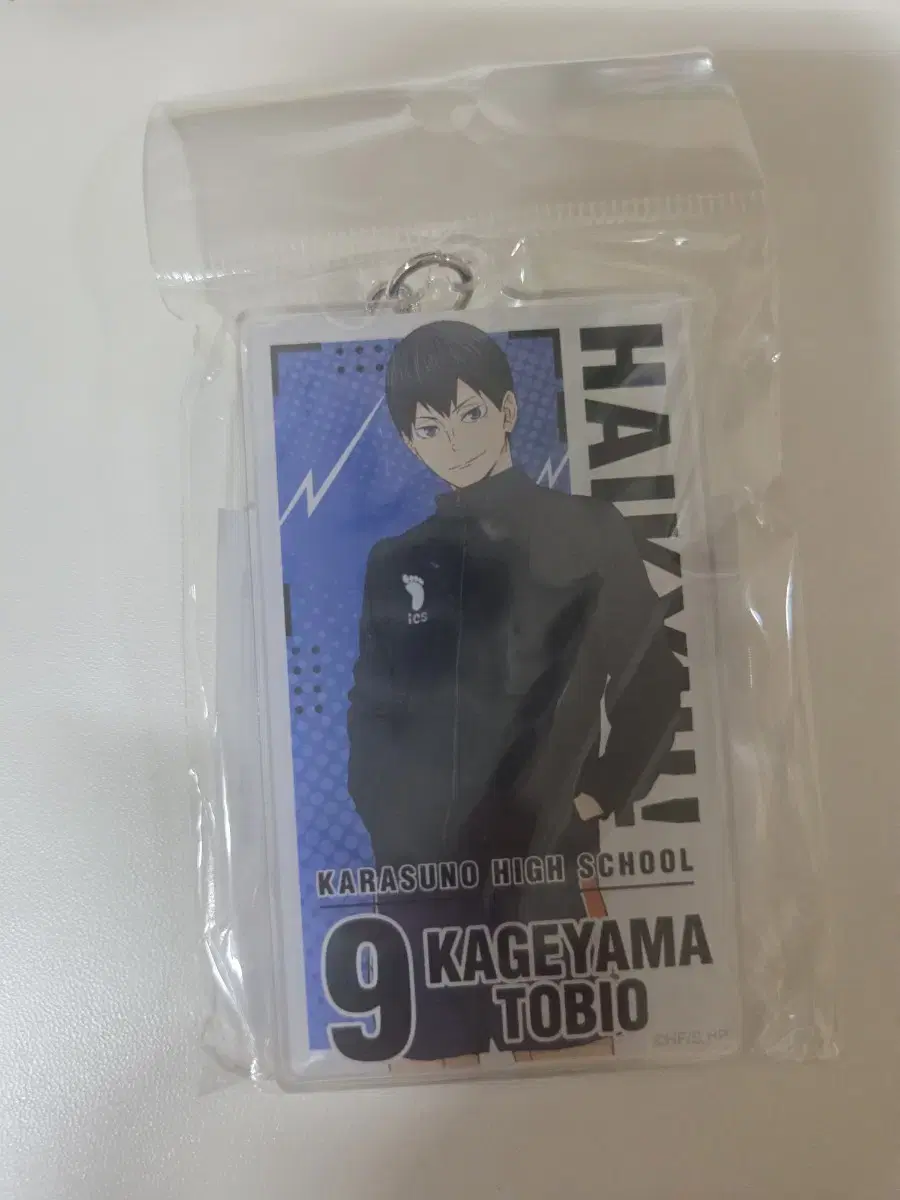 HAIKYU!!
ics
KARASUNO HIGH SCHOOL
9 KAGEYAMA
TOBIO